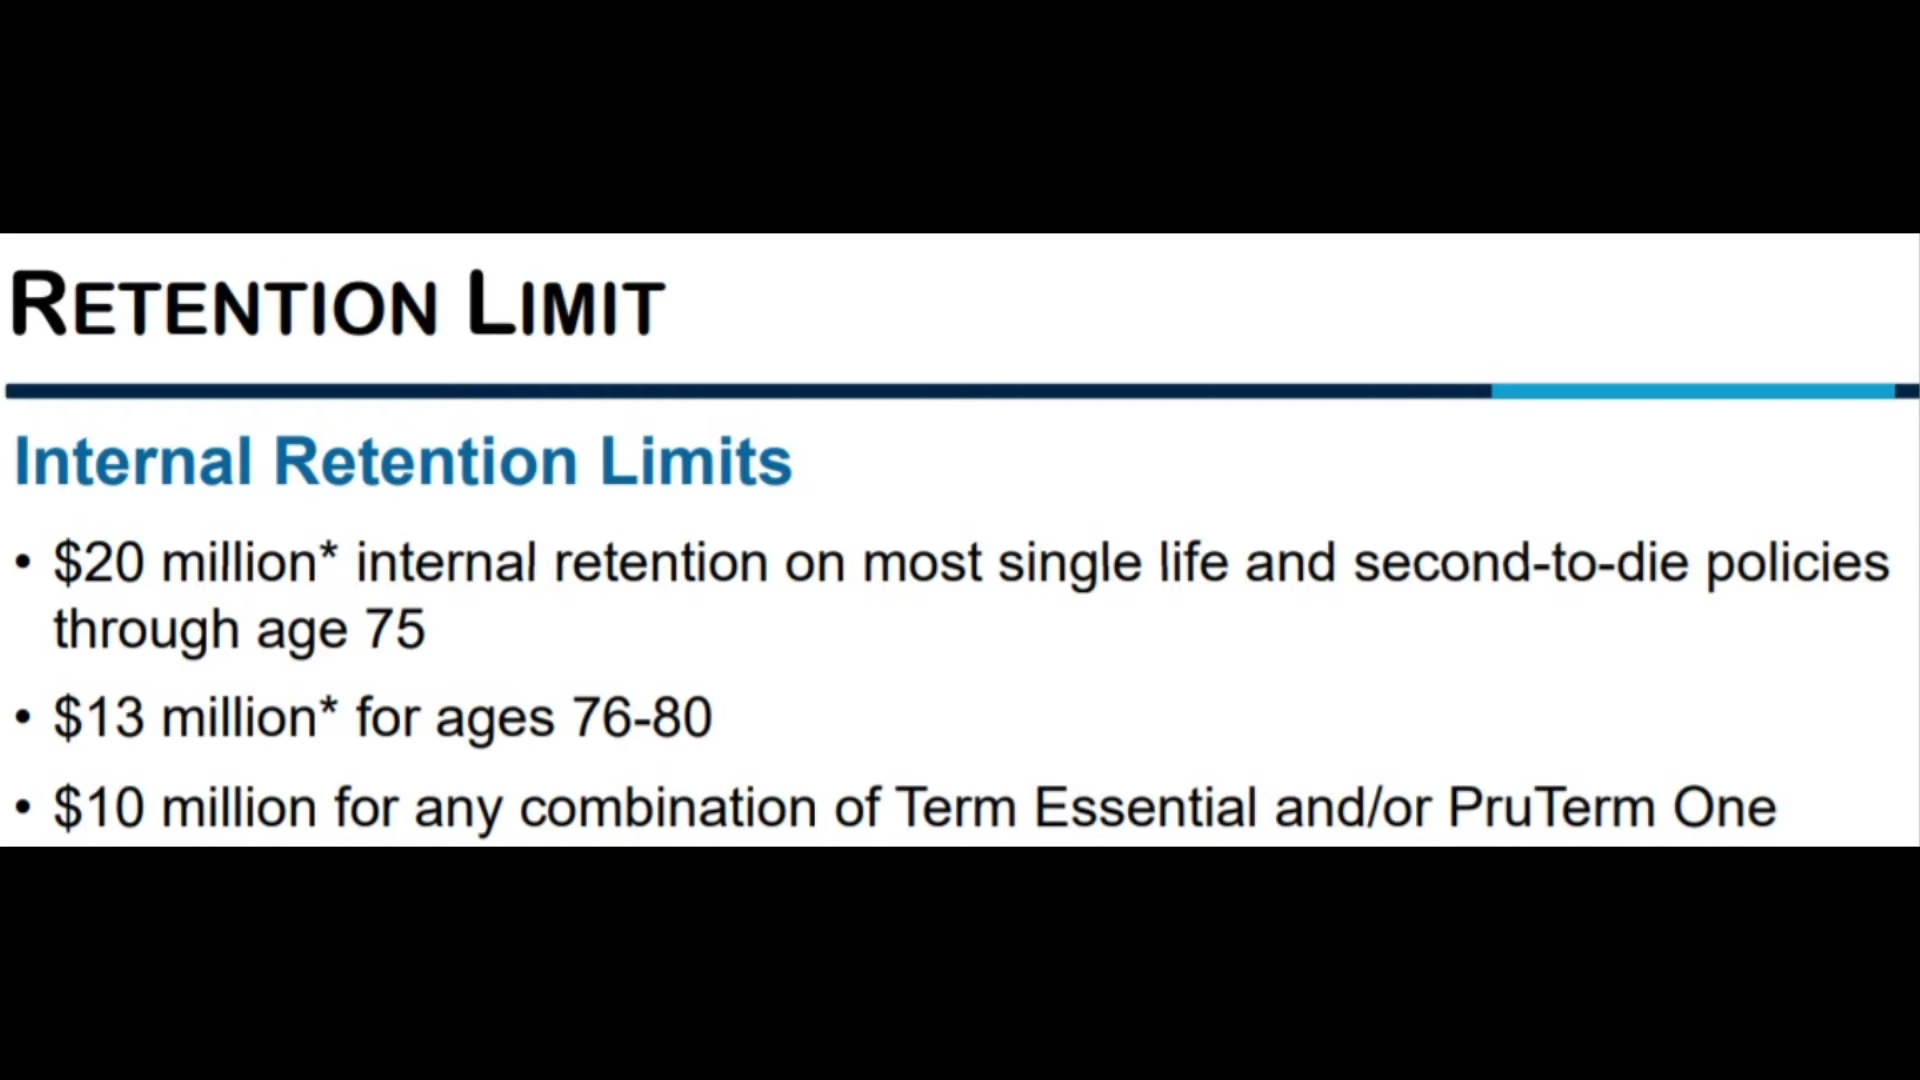 RETENTION LIMIT
Internal Retention Limits
• $20 million* internal retention on most single life and second-to-die policies
through age 75
• $13 million* for ages 76-80
• $10 million for any combination of Term Essential and/or PruTerm One